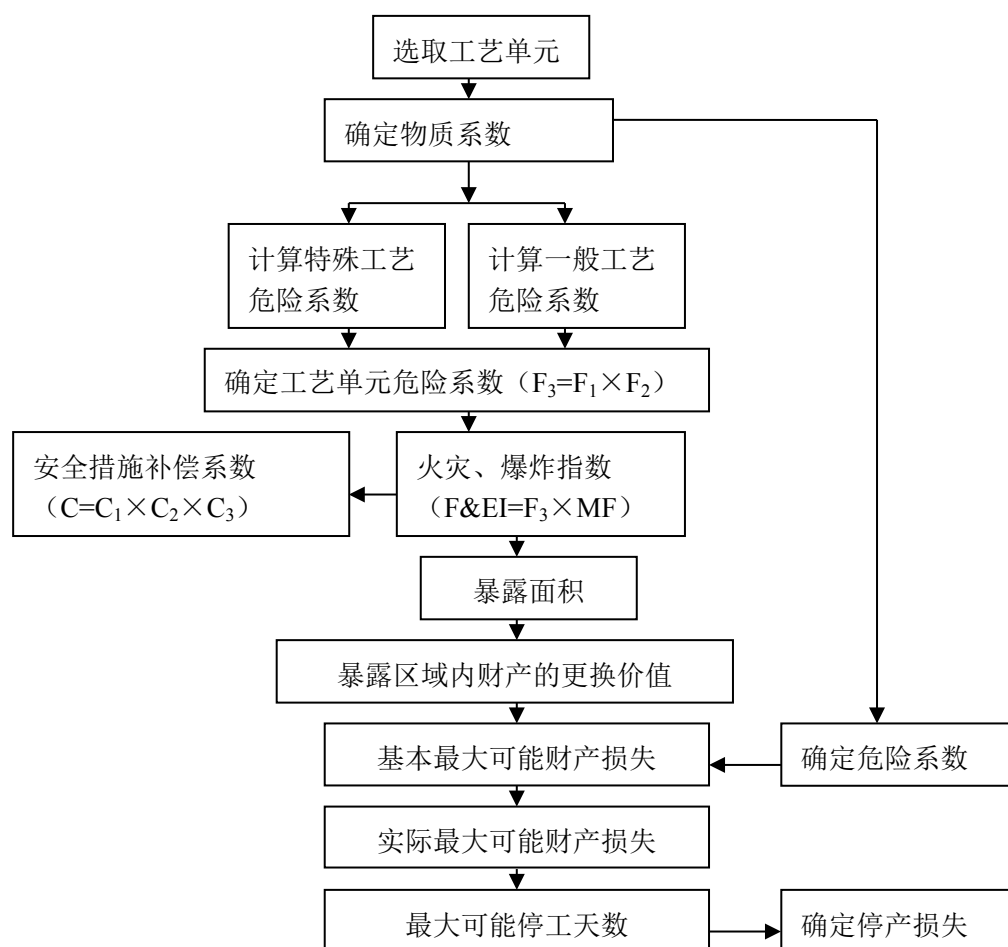 选取工艺单元
确定物质系数
计算特殊工艺
危险系数
计算一般工艺
危险系数
确定工艺单元危险系数（F₃=F₁×F₂）
安全措施补偿系数
（C=C₁×C₂×C₃）
火灾、爆炸指数
（F&EI=F₃×MF）
暴露面积
暴露区域内财产的更换价值
基本最大可能财产损失
确定危险系数
实际最大可能财产损失
最大可能停工天数
确定停产损失